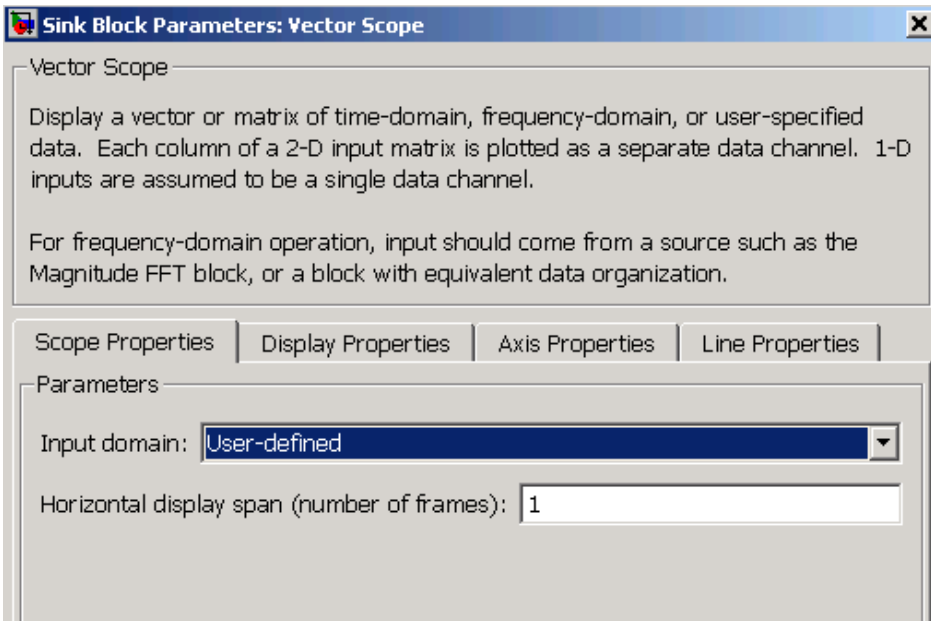 Sink Block Parameters: Vector Scope
Vector Scope
Display a vector or matrix of time-domain, frequency-domain, or user-specified
data. Each column of a 2-D input matrix is plotted as a separate data channel. 1-D
inputs are assumed to be a single data channel.
For frequency-domain operation, input should come from a source such as the
Magnitude FFT block, or a block with equivalent data organization.
Scope Properties Display Properties Axis Properties Line Properties
Parameters
Input domain: User-defined
Horizontal display span (number of frames): 1